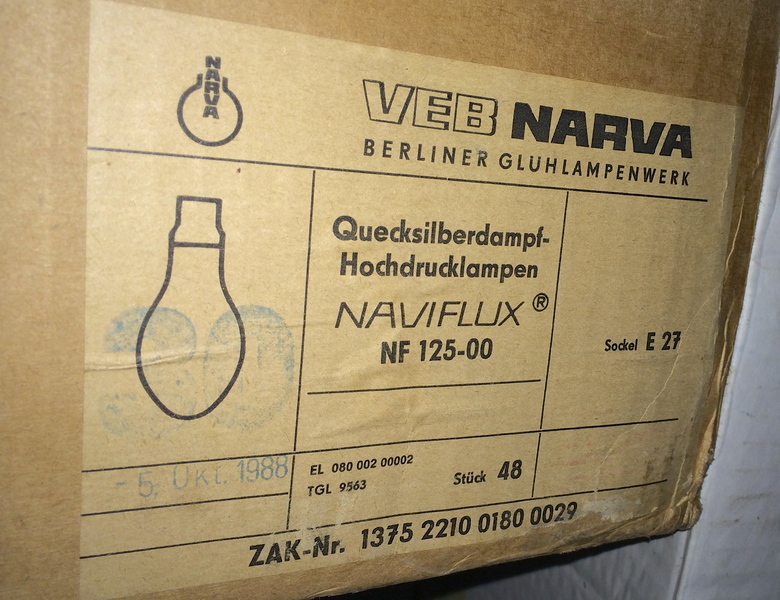 NARVA
VEB NARVA
BERLINER GLÜHLAMPENWERK
Quecksilberdampf-
Hochdrucklampen
NAVIFLUX ®
NF 125-00
Sockel E 27
- 5. Okt. 1988
EL 080 002 00002
TGL 9563
Stück 48
ZAK-Nr. 1375 2210 0180 0029